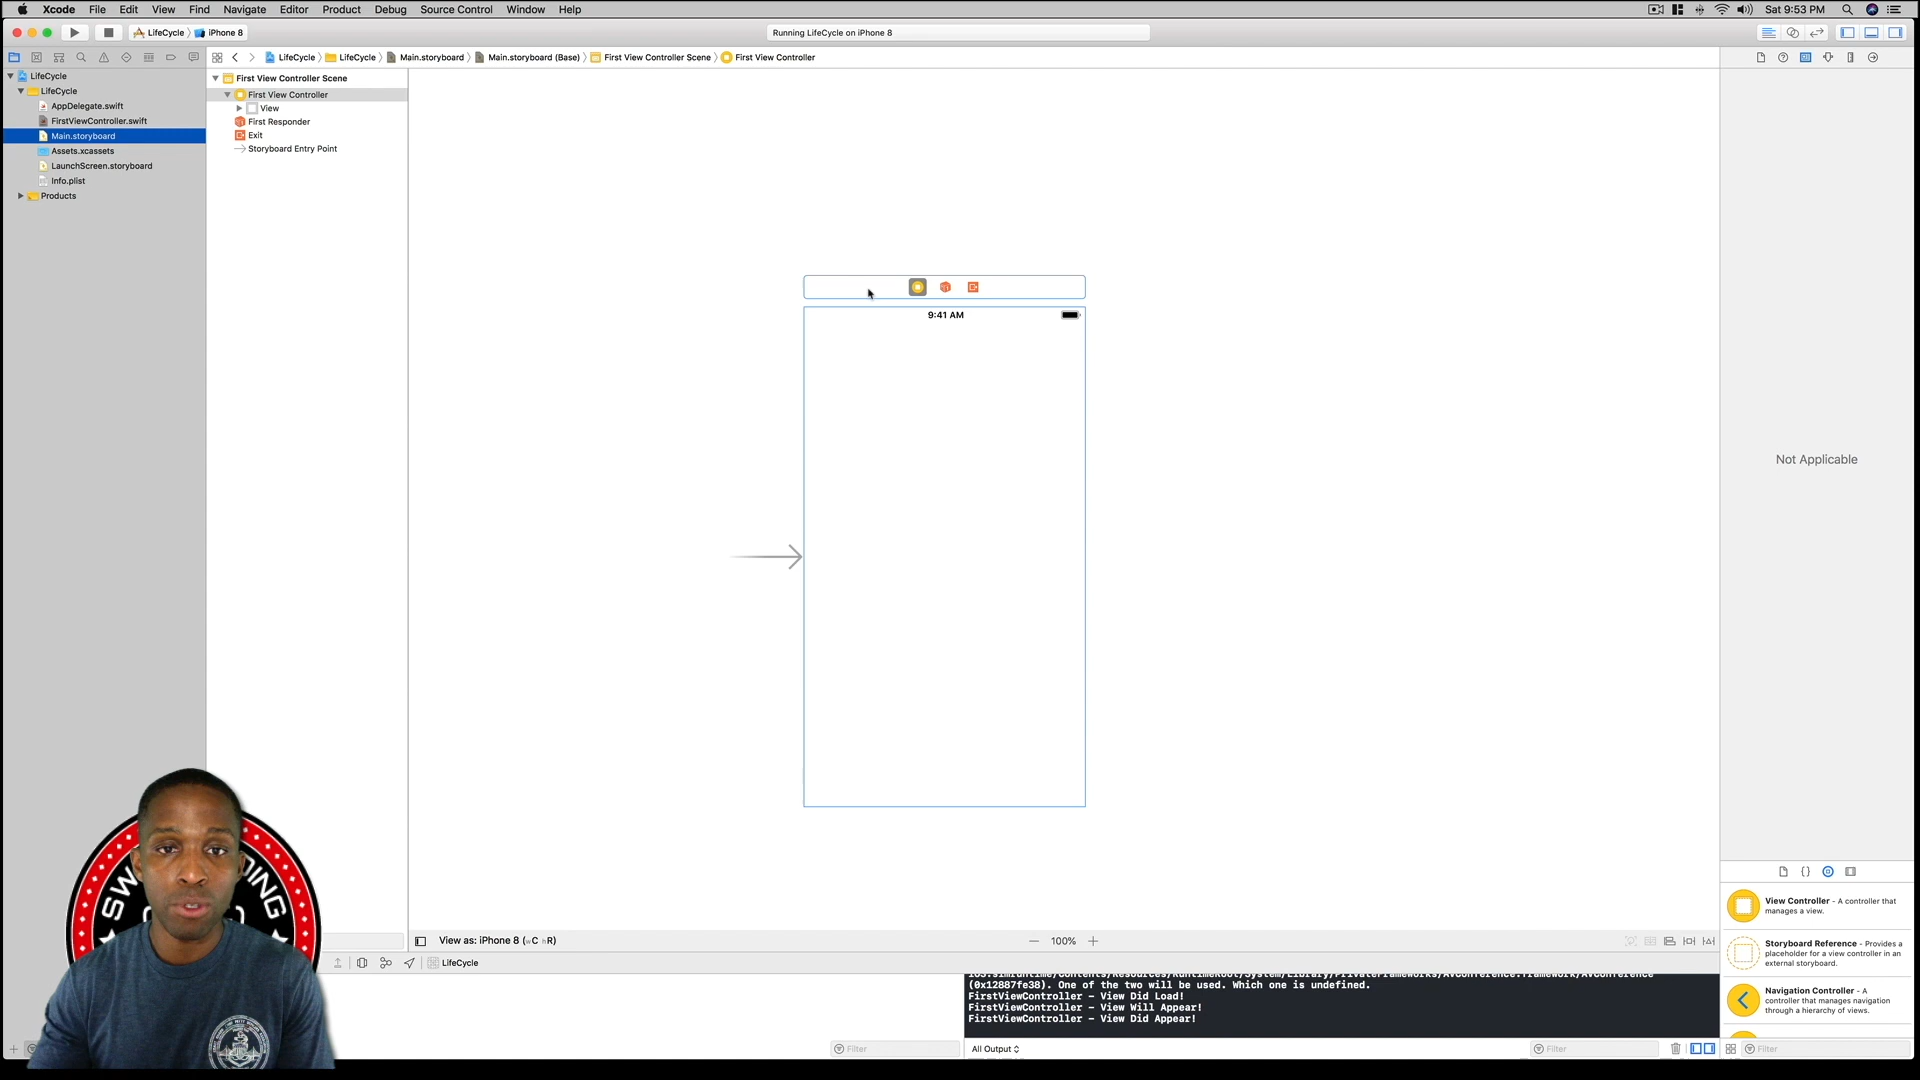 Xcode File Edit View Find Navigate Editor Product Debug Source Control Window Help Sat 9:53 PM
LifeCycle iPhone 8 Running LifeCycle on iPhone 8
LifeCycle LifeCycle Main.storyboard Main.storyboard (Base) First View Controller Scene First View Controller
LifeCycle
LifeCycle
AppDelegate.swift
FirstViewController.swift
Main.storyboard
Assets.xcassets
LaunchScreen.storyboard
Info.plist
Products
First View Controller Scene
First View Controller
View
First Responder
Exit
Storyboard Entry Point
9:41 AM
Not Applicable
View as: iPhone 8 (wC hR)
100%
LifeCycle
(0x12887fe38). One of the two will be used. Which one is undefined.
FirstViewController - View Did Load!
FirstViewController - View Will Appear!
FirstViewController - View Did Appear!
Filter
All Output
Filter
View Controller - A controller that
manages a view.
Storyboard Reference - Provides a
placeholder for a view controller in an
external storyboard.
Navigation Controller - A
controller that manages navigation
through a hierarchy of views.
Filter